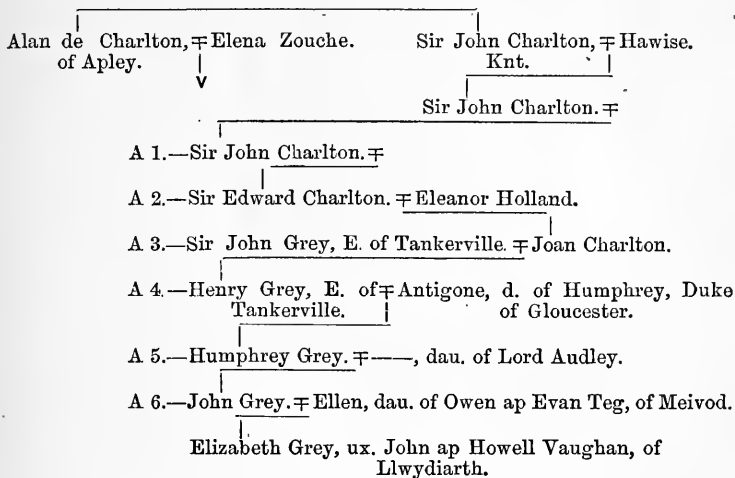 Alan de Charlton, ∓ Elena Zouche. Sir John Charlton, ∓ Hawise.
of Apley. Knt.
Sir John Charlton. ∓
A 1.—Sir John Charlton. ∓
A 2.—Sir Edward Charlton. ∓ Eleanor Holland.
A 3.—Sir John Grey, E. of Tankerville. ∓ Joan Charlton.
A 4.—Henry Grey, E. of ∓ Antigone, d. of Humphrey, Duke
Tankerville. of Gloucester.
A 5.—Humphrey Grey. ∓ ——, dau. of Lord Audley.
A 6.—John Grey. ∓ Ellen, dau. of Owen ap Evan Teg, of Meivod.
Elizabeth Grey, ux. John ap Howell Vaughan, of
Llwydiarth.